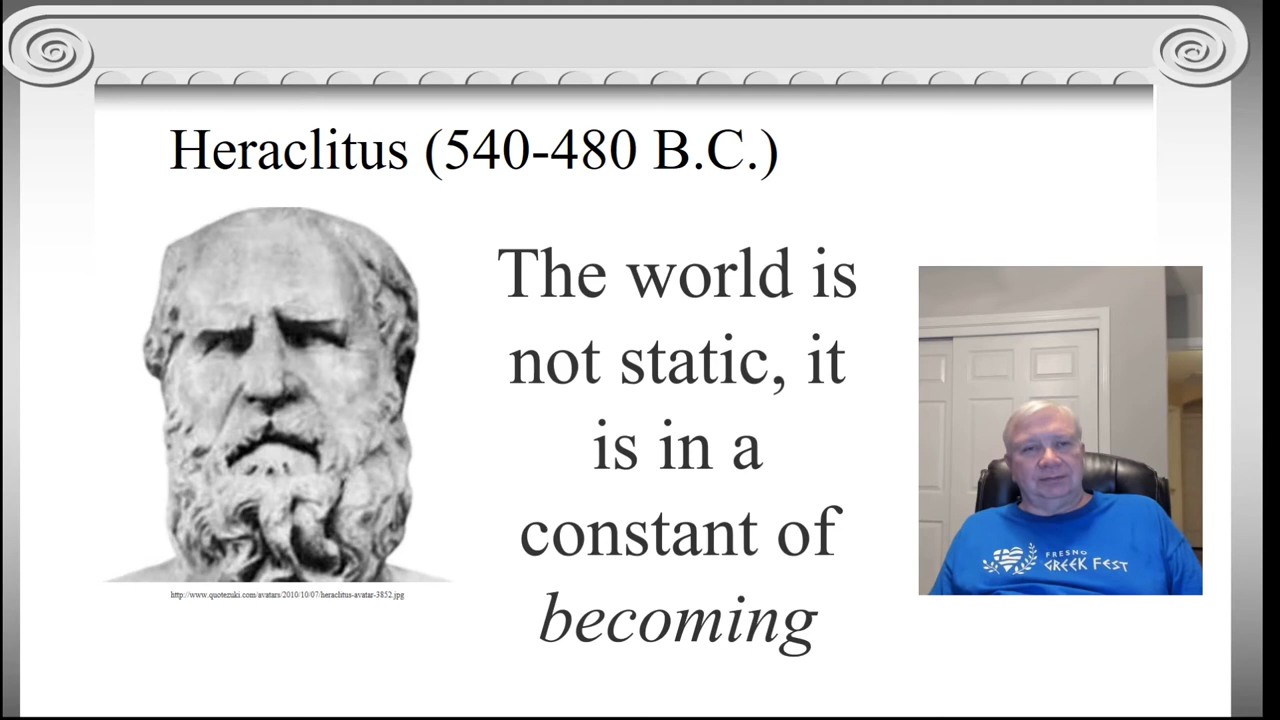 Heraclitus (540-480 B.C.)
The world is
not static, it
is in a
constant of
becoming
http://www.quotezuki.com/avatars/2010/10/07/heraclitus-avatar-3852.jpg
FRESNO
GREEK FEST